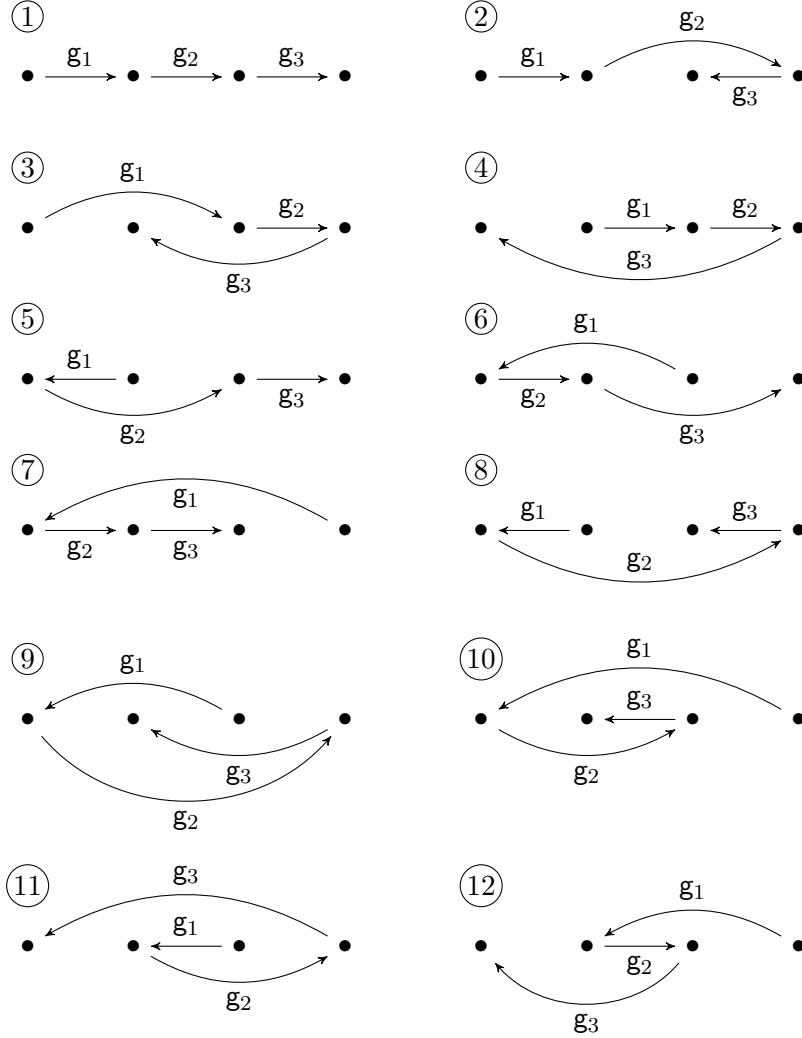 ① ②
g₁ g₂ g₃ g₁ g₂ g₃
③ ④
g₁ g₂ g₃ g₁ g₂ g₃
⑤ ⑥
g₁ g₂ g₃ g₁ g₂ g₃
⑦ ⑧
g₁ g₂ g₃ g₁ g₂ g₃
⑨ ⑩
g₁ g₃ g₂ g₁ g₃ g₂
⑪ ⑫
g₃ g₁ g₂ g₁ g₂ g₃